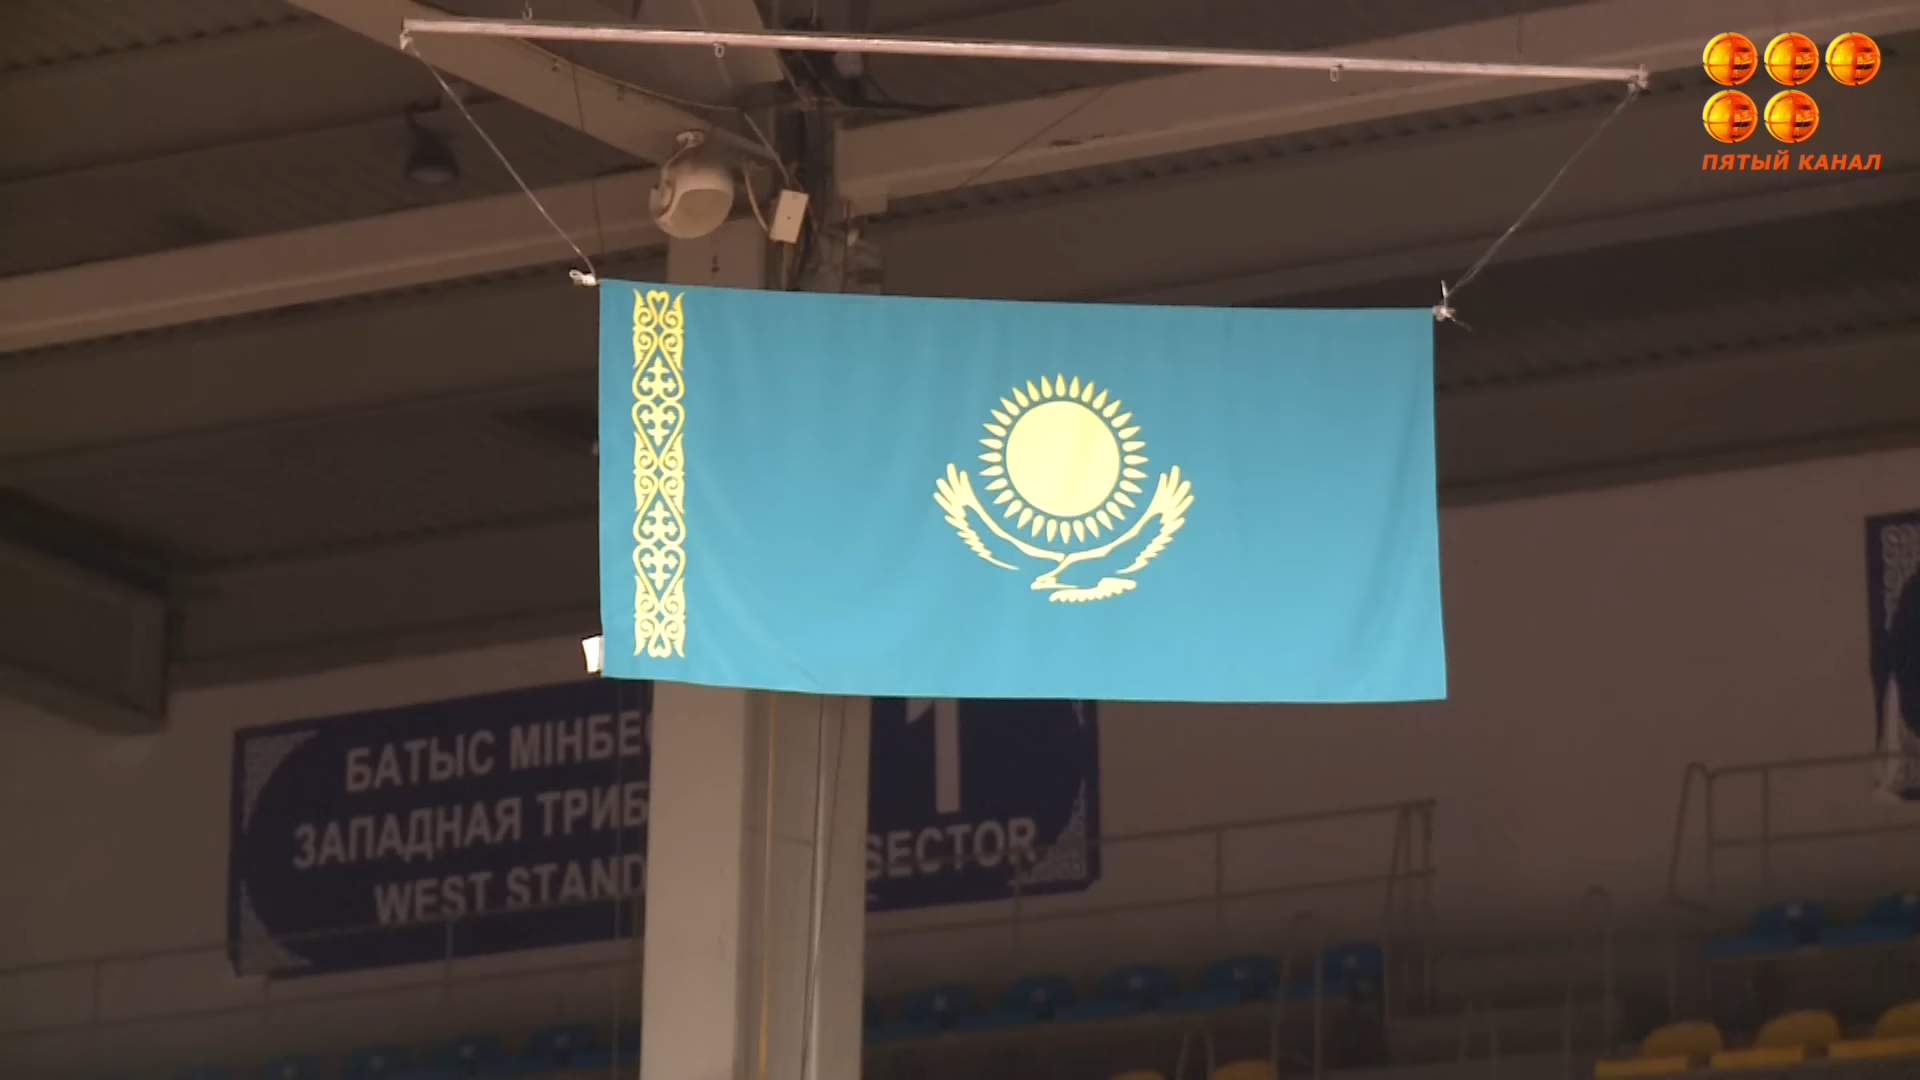 ПЯТЫЙ КАНАЛ
БАТЫС МІНБЕ
ЗАПАДНАЯ ТРИБ
WEST STAND
1
SECTOR